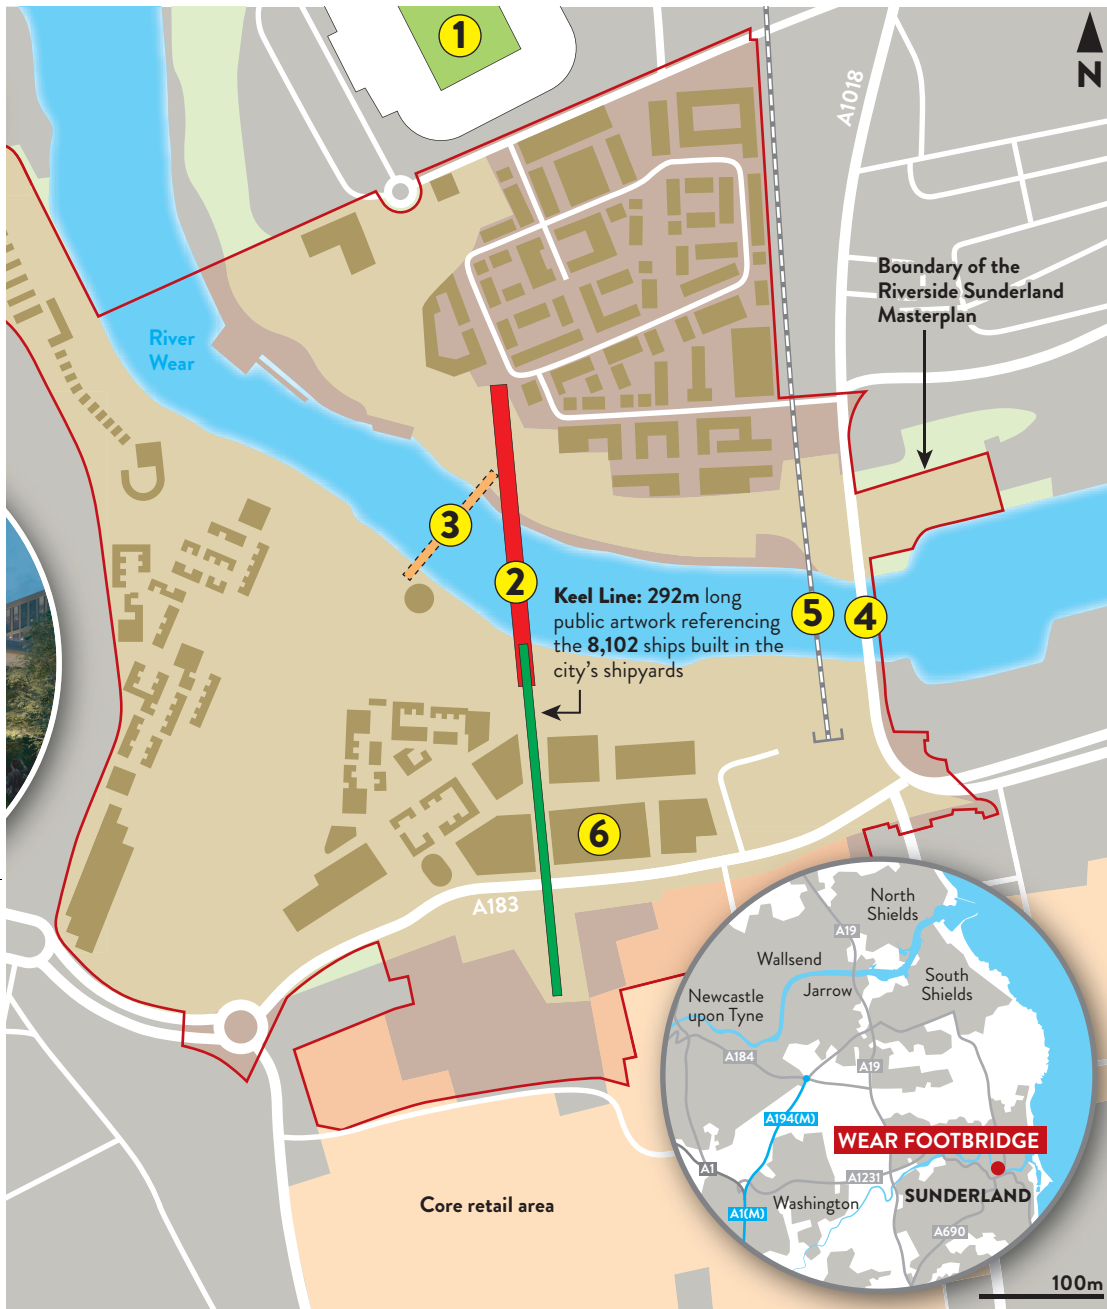 1
N
A1018
Boundary of the
Riverside Sunderland
Masterplan
River
Wear
3
2
Keel Line: 292m long
public artwork referencing
the 8,102 ships built in the
city's shipyards
5
4
6
A183
Core retail area
North
Shields
A19
Wallsend
South
Shields
Jarrow
Newcastle
upon Tyne
A184
A19
A194(M)
WEAR FOOTBRIDGE
A1
A1231
SUNDERLAND
Washington
A1(M)
A690
100m